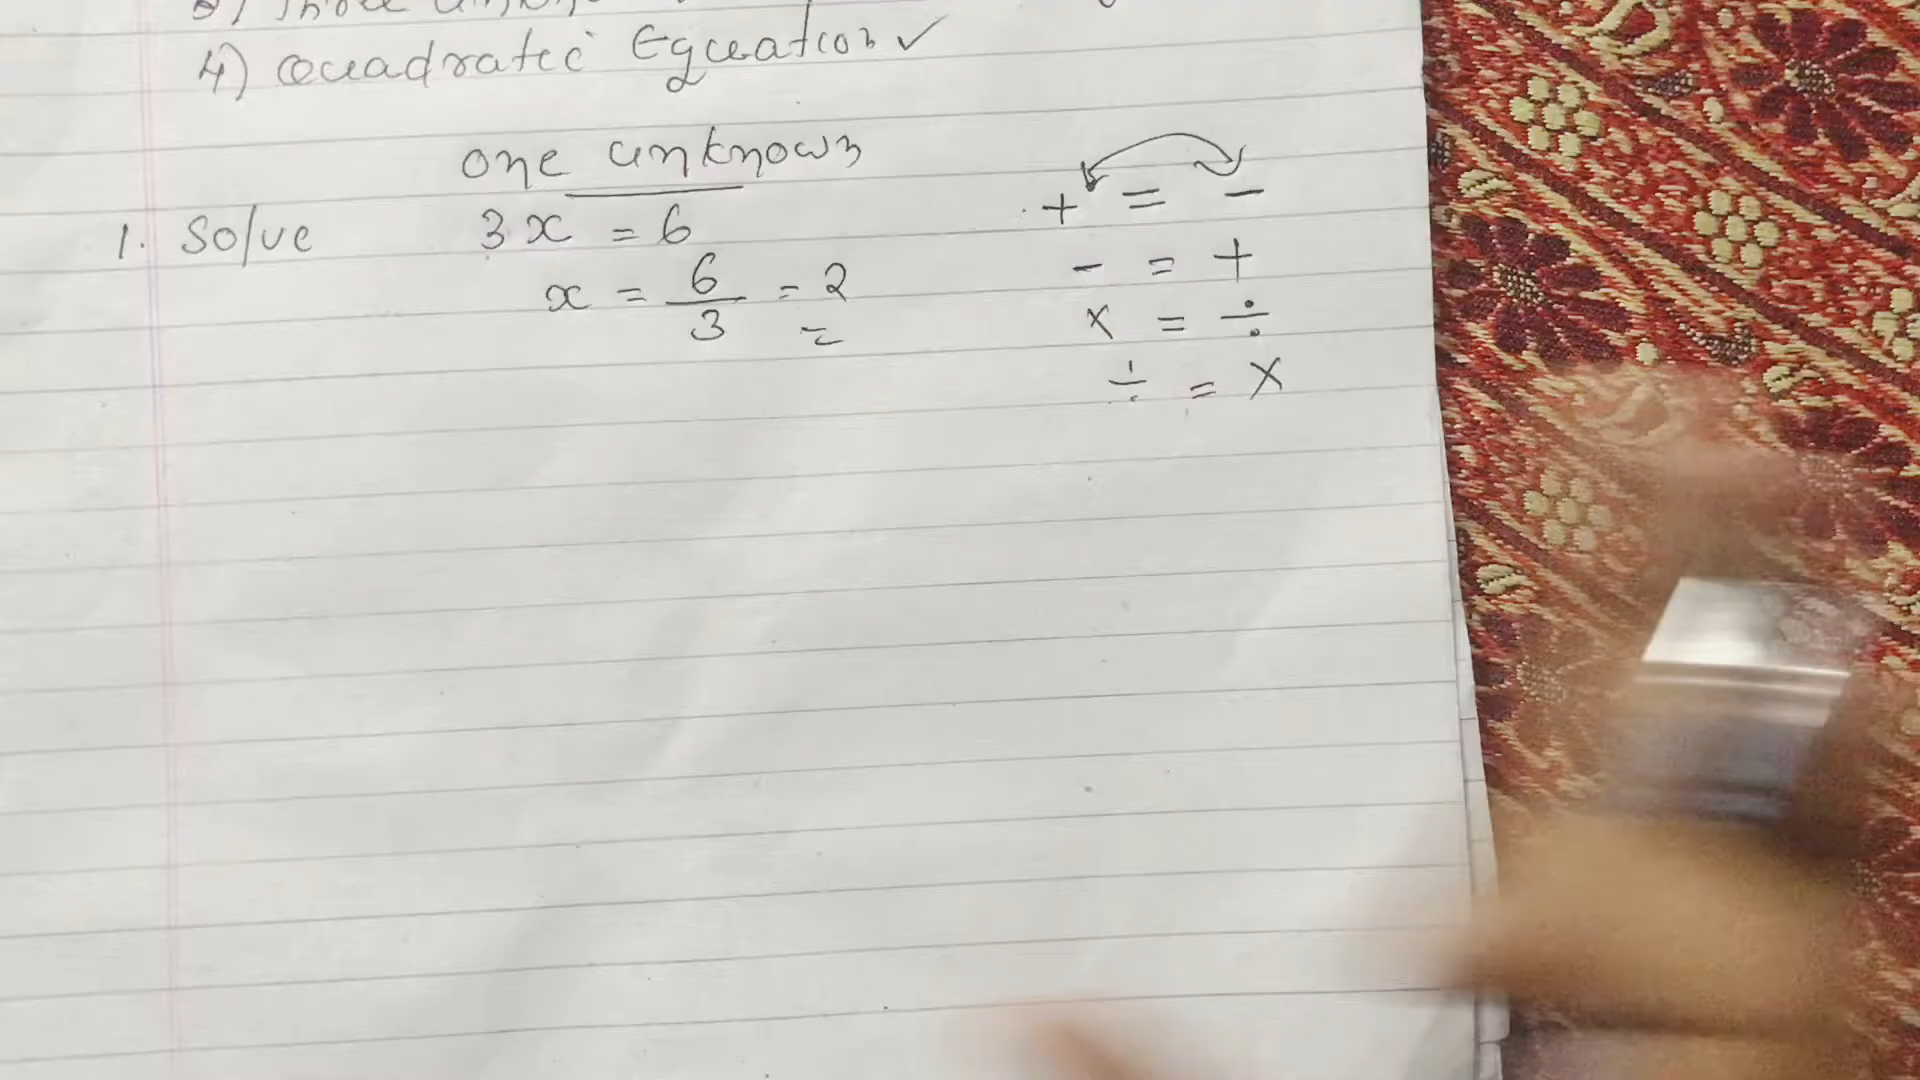 4) Quadratic Equation ✓
One unknown
1. Solve 3x = 6
x = 6/3 = 2
+ = -
- = +
× = ÷
÷ = ×